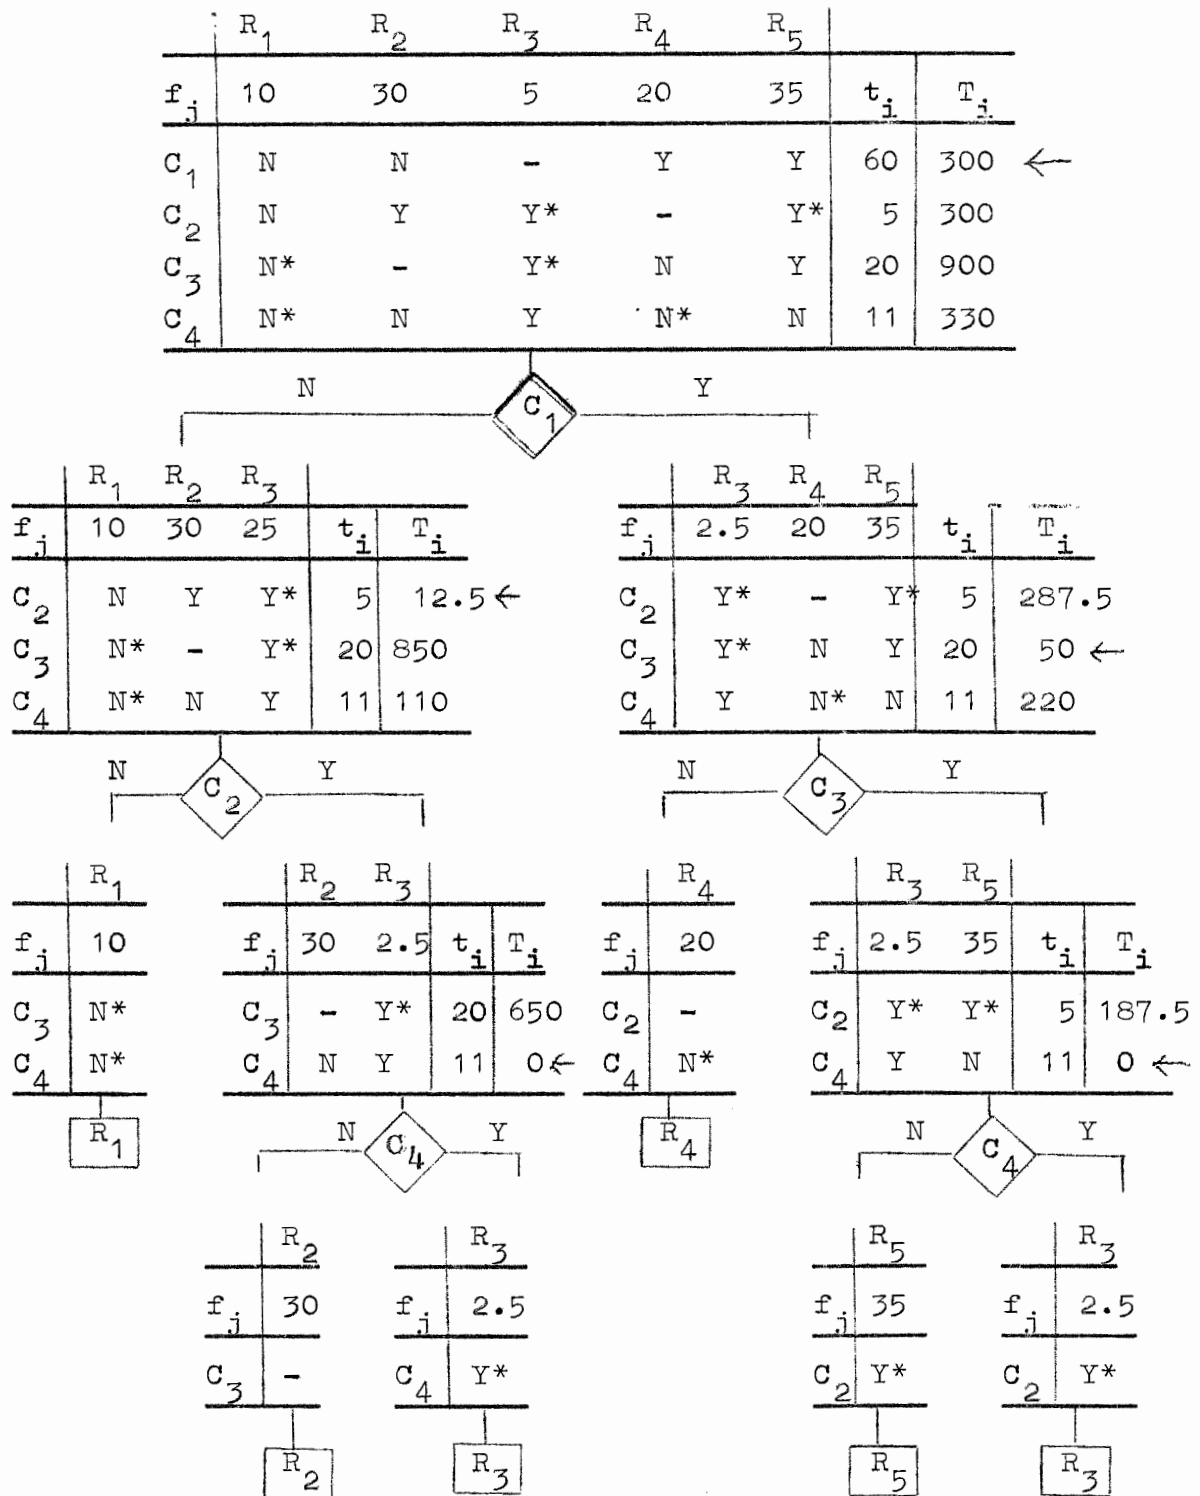 R1 R2 R3 R4 R5
fj 10 30 5 20 35 ti Ti
C1 N N - Y Y 60 300 ←
C2 N Y Y* - Y* 5 300
C3 N* - Y* N Y 20 900
C4 N* N Y N* N 11 330
N C1 Y
R1 R2 R3
fj 10 30 25 ti Ti
C2 N Y Y* 5 12.5 ←
C3 N* - Y* 20 850
C4 N* N Y 11 110
R3 R4 R5
fj 2.5 20 35 ti Ti
C2 Y* - Y* 5 287.5
C3 Y* N Y 20 50 ←
C4 Y N* N 11 220
N C2 Y
N C3 Y
R1
fj 10
C3 N*
C4 N*
R1
R2 R3
fj 30 2.5 ti Ti
C3 - Y* 20 650
C4 N Y 11 0 ←
N C4 Y
R4
fj 20
C2 -
C4 N*
R4
R3 R5
fj 2.5 35 ti Ti
C2 Y* Y* 5 187.5
C4 Y N 11 0 ←
N C4 Y
R2
fj 30
C3 -
R2
R3
fj 2.5
C4 Y*
R3
R5
fj 35
C2 Y*
R5
R3
fj 2.5
C2 Y*
R3